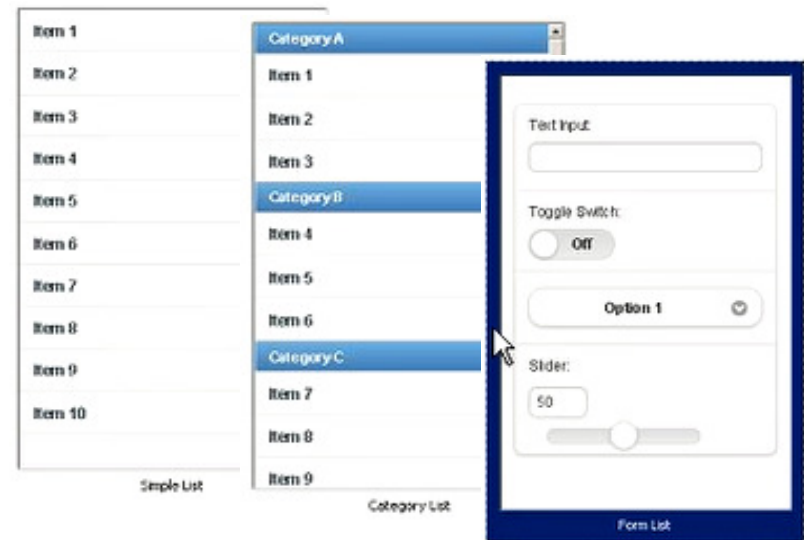 Item 1
Item 2
Item 3
Item 4
Item 5
Item 6
Item 7
Item 8
Item 9
Item 10
Simple List
Category A
Item 1
Item 2
Item 3
Category B
Item 4
Item 5
Item 6
Category C
Item 7
Item 8
Item 9
Category List
Text Input:
Toggle Switch:
Off
Option 1
Slider:
50
Form List